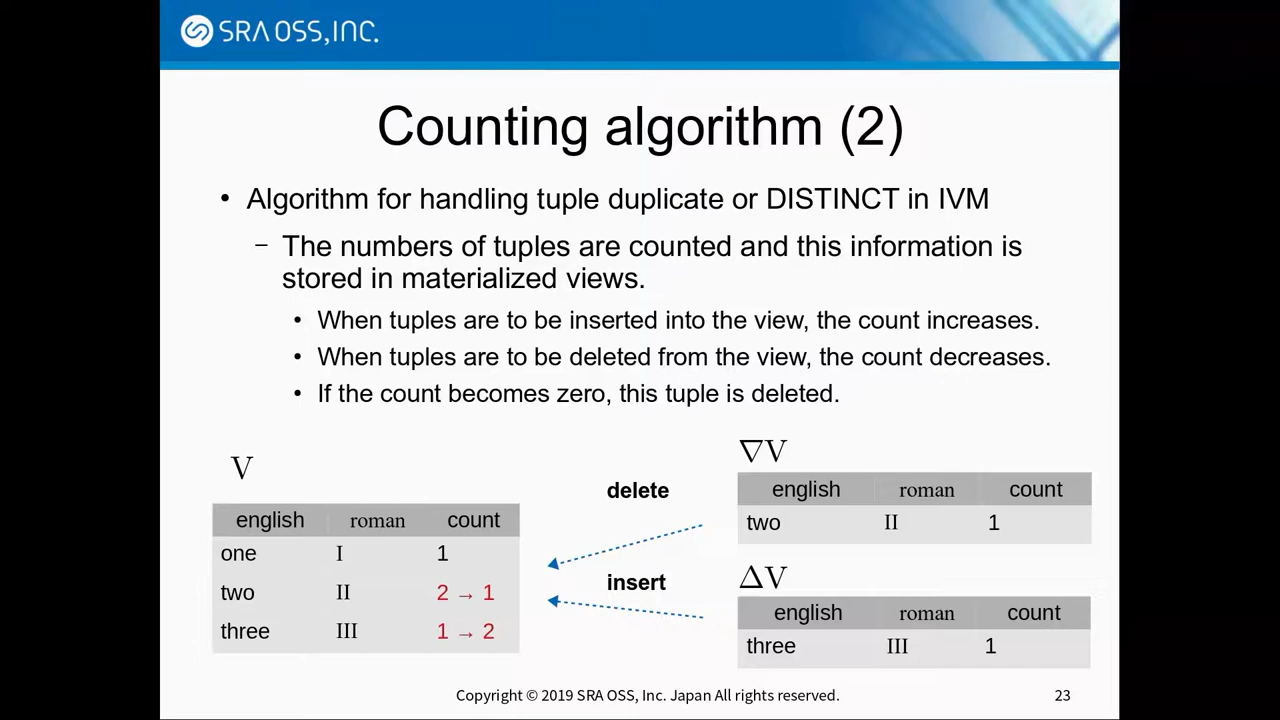 SRA OSS, INC.
Counting algorithm (2)
• Algorithm for handling tuple duplicate or DISTINCT in IVM
– The numbers of tuples are counted and this information is
stored in materialized views.
• When tuples are to be inserted into the view, the count increases.
• When tuples are to be deleted from the view, the count decreases.
• If the count becomes zero, this tuple is deleted.
V
english roman count
one I 1
two II 2 → 1
three III 1 → 2
delete
insert
∇V
english roman count
two II 1
ΔV
english roman count
three III 1
Copyright © 2019 SRA OSS, Inc. Japan All rights reserved.
23